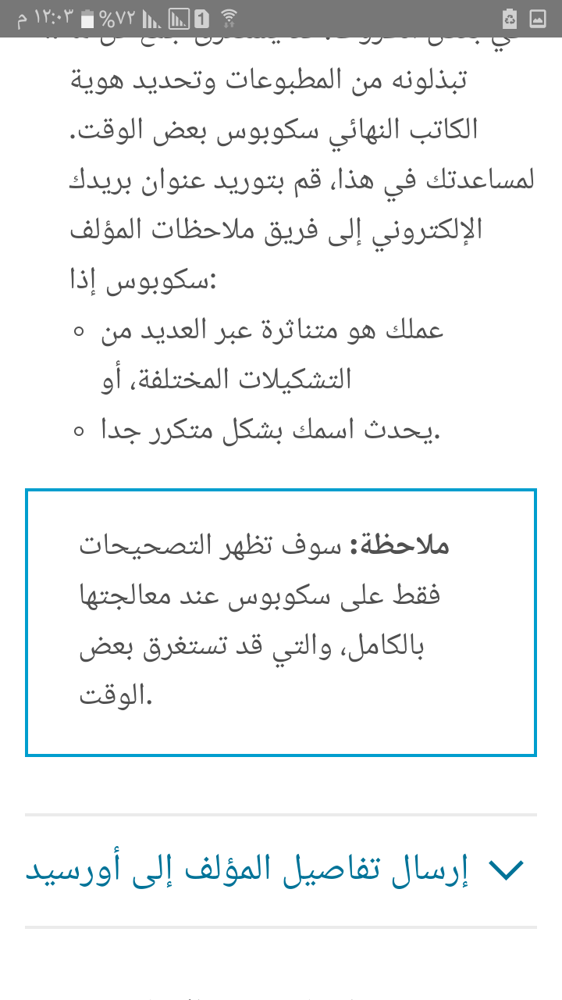 ١٢:٠٣ م
%٧٢
1
في بعض
تبذلونه من المطبوعات وتحديد هوية
الكاتب النهائي سكوبوس بعض الوقت.
لمساعدتك في هذا، قم بتوريد عنوان بريدك
الإلكتروني إلى فريق ملاحظات المؤلف
سكوبوس إذا:
عملك هو متناثرة عبر العديد من
التشكيلات المختلفة، أو
يحدث اسمك بشكل متكرر جدا.
ملاحظة: سوف تظهر التصحيحات
فقط على سكوبوس عند معالجتها
بالكامل، والتي قد تستغرق بعض
الوقت.
إرسال تفاصيل المؤلف إلى أورسيد